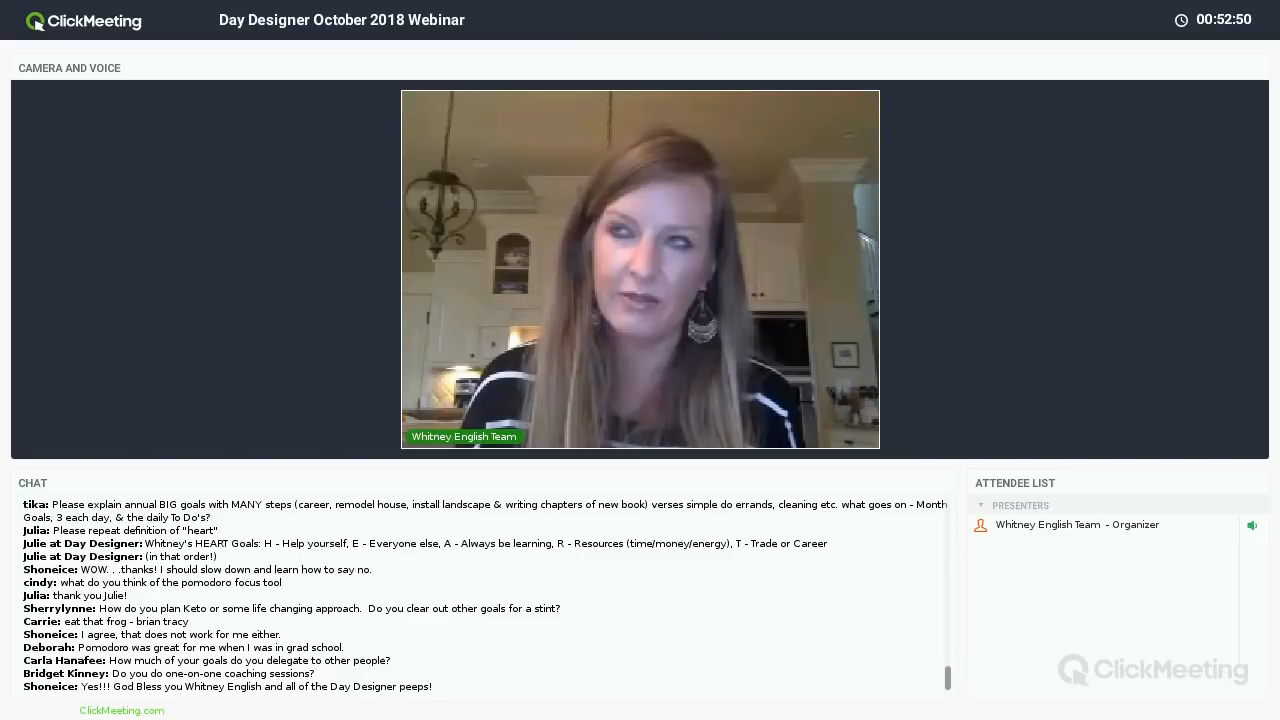 ClickMeeting
Day Designer October 2018 Webinar
00:52:50
CAMERA AND VOICE
Whitney English Team
CHAT
tika: Please explain annual BIG goals with MANY steps (career, remodel house, install landscape & writing chapters of new book) verses simple do errands, cleaning etc. what goes on - Month
Goals, 3 each day, & the daily To Do's?
Julia: Please repeat definition of "heart"
Julie at Day Designer: Whitney's HEART Goals: H - Help yourself, E - Everyone else, A - Always be learning, R - Resources (time/money/energy), T - Trade or Career
Julie at Day Designer: (in that order!)
Shoneice: WOW. . .thanks! I should slow down and learn how to say no.
cindy: what do you think of the pomodoro focus tool
Julia: thank you Julie!
Sherrylynne: How do you plan Keto or some life changing approach.  Do you clear out other goals for a stint?
Carrie: eat that frog - brian tracy
Shoneice: I agree, that does not work for me either.
Deborah: Pomodoro was great for me when I was in grad school.
Carla Hanafee: How much of your goals do you delegate to other people?
Bridget Kinney: Do you do one-on-one coaching sessions?
Shoneice: Yes!!! God Bless you Whitney English and all of the Day Designer peeps!
ATTENDEE LIST
PRESENTERS
Whitney English Team - Organizer
ClickMeeting
ClickMeeting.com